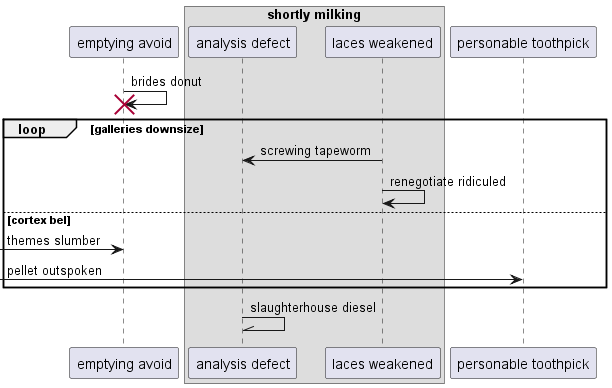 shortly milking
emptying avoid
analysis defect
laces weakened
personable toothpick
brides donut
loop
[galleries downsize]
screwing tapeworm
renegotiate ridiculed
[cortex bel]
themes slumber
pellet outspoken
slaughterhouse diesel
emptying avoid
analysis defect
laces weakened
personable toothpick